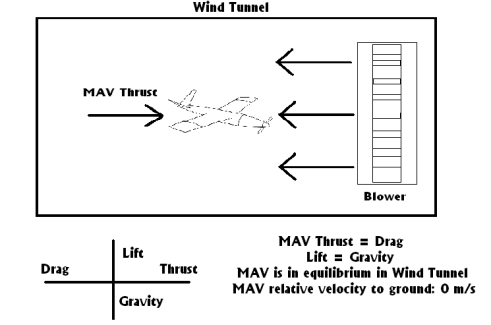 Wind Tunnel
MAV Thrust
Blower
Lift
Drag
Thrust
Gravity
MAV Thrust = Drag
Lift = Gravity
MAV is in equilibrium in Wind Tunnel
MAV relative velocity to ground: 0 m/s